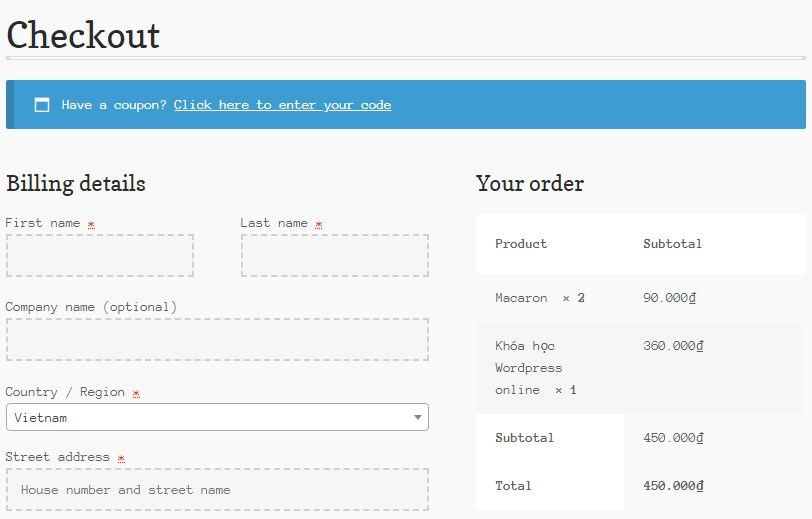 Checkout
Have a coupon? Click here to enter your code
Billing details
First name *
Last name *
Company name (optional)
Country / Region *
Vietnam
Street address *
House number and street name
Your order
Product Subtotal
Macaron × 2 90.000₫
Khóa học 360.000₫
Wordpress
online × 1
Subtotal 450.000₫
Total 450.000₫